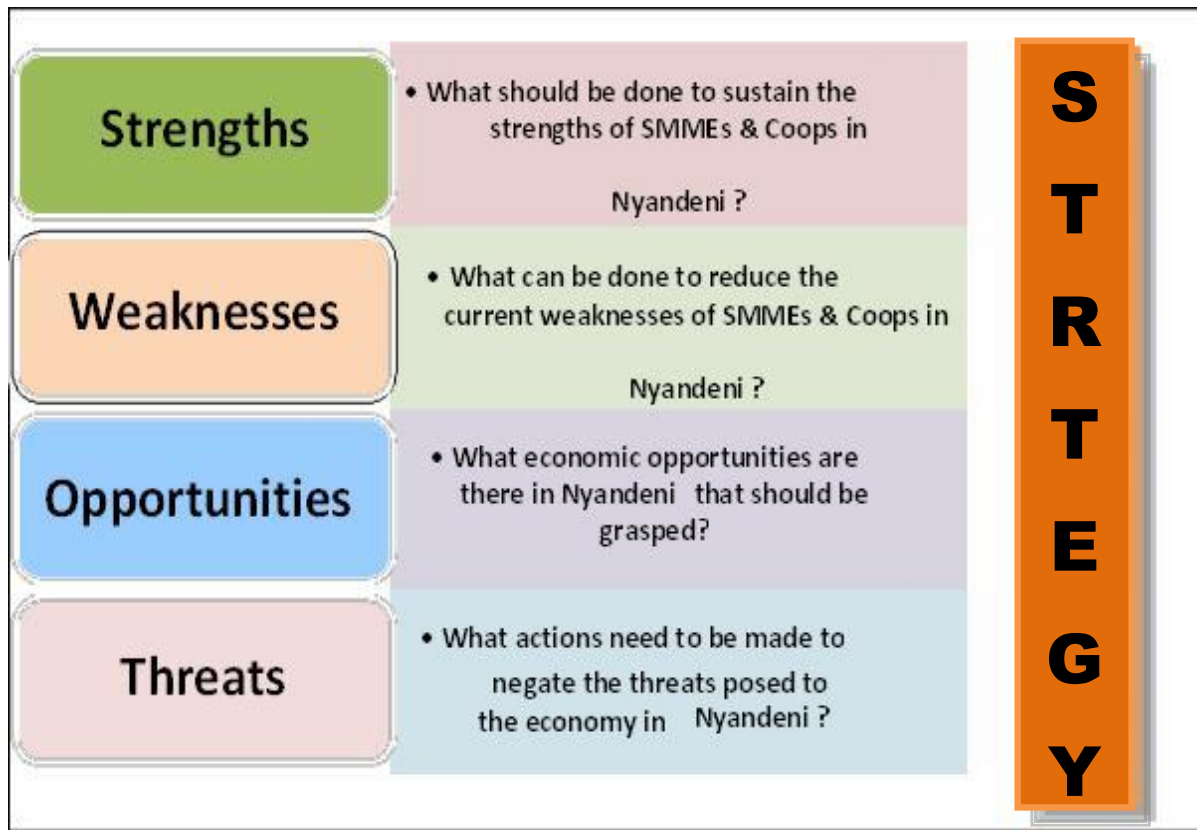 Strengths
• What should be done to sustain the
strengths of SMMEs & Coops in
Nyandeni ?
Weaknesses
• What can be done to reduce the
current weaknesses of SMMEs & Coops in
Nyandeni ?
Opportunities
• What economic opportunities are
there in Nyandeni that should be
grasped?
Threats
• What actions need to be made to
negate the threats posed to
the economy in Nyandeni ?
S
T
R
T
E
G
Y